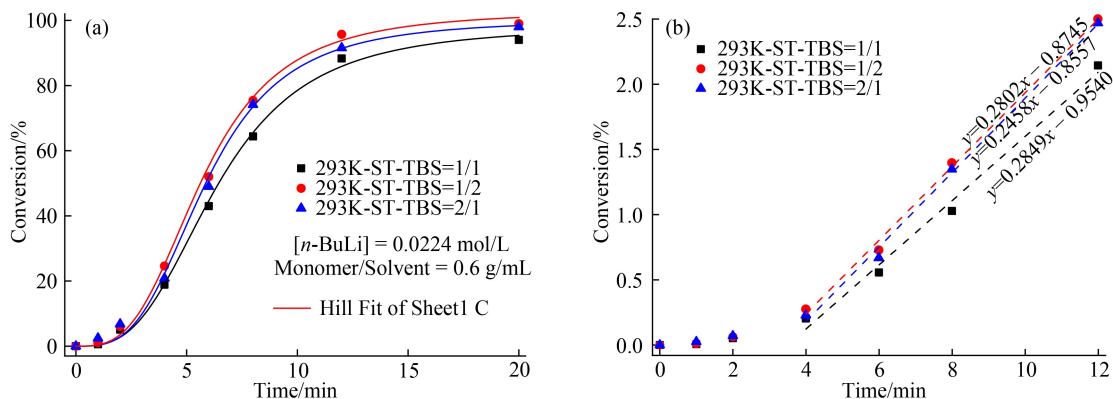 (a)
100
80
60
40
20
0
Conversion/%
0
5
10
15
20
Time/min
293K-ST-TBS=1/1
293K-ST-TBS=1/2
293K-ST-TBS=2/1
[n-BuLi] = 0.0224 mol/L
Monomer/Solvent = 0.6 g/mL
Hill Fit of Sheet1 C
(b)
2.5
2.0
1.5
1.0
0.5
0.0
Conversion/%
0
2
4
6
8
10
12
Time/min
293K-ST-TBS=1/1
293K-ST-TBS=1/2
293K-ST-TBS=2/1
y=0.2802x − 0.8745
y=0.2458x − 0.8557
y=0.2849x − 0.9540